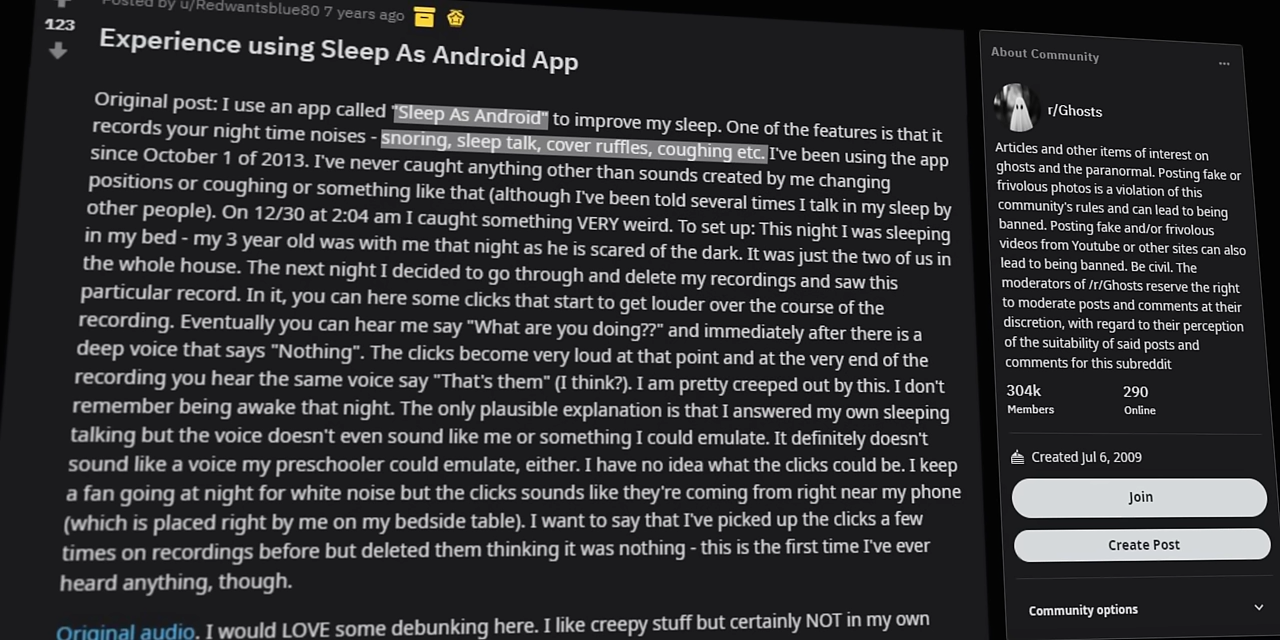 Posted by u/Redwantsblue80 7 years ago
123
Experience using Sleep As Android App
Original post: I use an app called "Sleep As Android" to improve my sleep. One of the features is that it
records your night time noises - snoring, sleep talk, cover ruffles, coughing etc. I've been using the app
since October 1 of 2013. I've never caught anything other than sounds created by me changing
positions or coughing or something like that (although I've been told several times I talk in my sleep by
other people). On 12/30 at 2:04 am I caught something VERY weird. To set up: This night I was sleeping
in my bed - my 3 year old was with me that night as he is scared of the dark. It was just the two of us in
the whole house. The next night I decided to go through and delete my recordings and saw this
particular record. In it, you can here some clicks that start to get louder over the course of the
recording. Eventually you can hear me say "What are you doing??" and immediately after there is a
deep voice that says "Nothing". The clicks become very loud at that point and at the very end of the
recording you hear the same voice say "That's them" (I think?). I am pretty creeped out by this. I don't
remember being awake that night. The only plausible explanation is that I answered my own sleeping
talking but the voice doesn't even sound like me or something I could emulate. It definitely doesn't
sound like a voice my preschooler could emulate, either. I have no idea what the clicks could be. I keep
a fan going at night for white noise but the clicks sounds like they're coming from right near my phone
(which is placed right by me on my bedside table). I want to say that I've picked up the clicks a few
times on recordings before but deleted them thinking it was nothing - this is the first time I've ever
heard anything, though.
Original audio. I would LOVE some debunking here. I like creepy stuff but certainly NOT in my own
About Community
r/Ghosts
Articles and other items of interest on
ghosts and the paranormal. Posting fake or
frivolous photos is a violation of this
community's rules and can lead to being
banned. Posting fake and/or frivolous
videos from Youtube or other sites can also
lead to being banned. Be civil. The
moderators of /r/Ghosts reserve the right
to moderate posts and comments at their
discretion, with regard to their perception
of the suitability of said posts and
comments for this subreddit
304k 290
Members Online
Created Jul 6, 2009
Join
Create Post
Community options